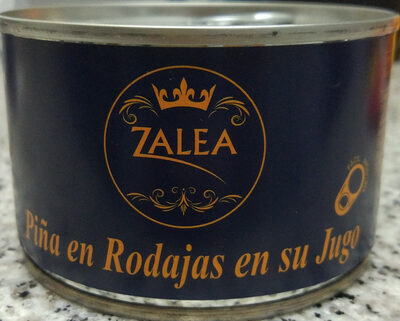 ZALEA
Piña en Rodajas en su Jugo